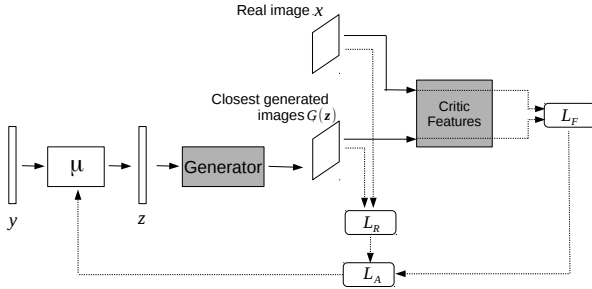 Real image x
Closest generated
images G(z)
Critic
Features
L_F
μ
Generator
y
z
L_R
L_A